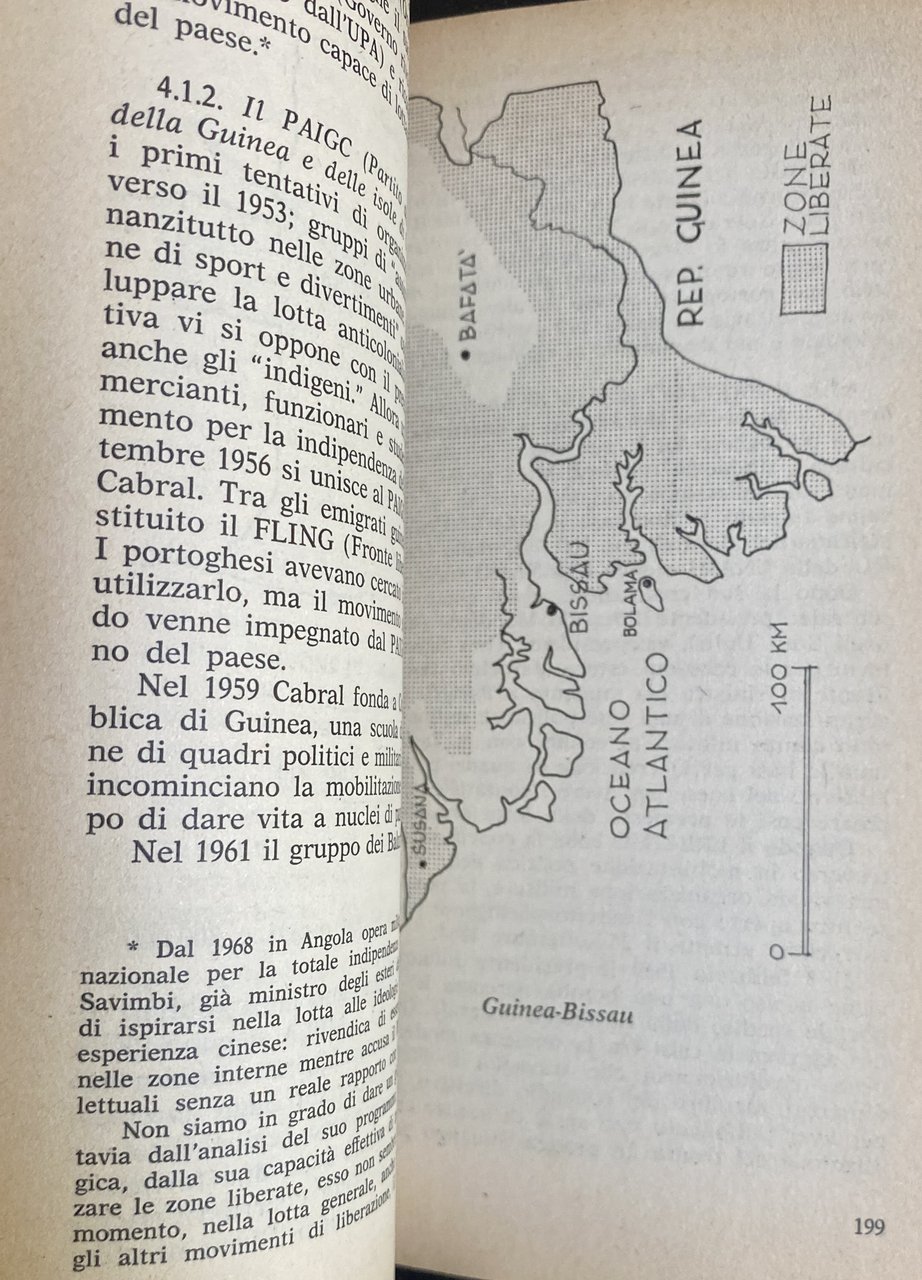 dall'UPA) e
movimento capace di
del paese.*
4.1.2. Il PAIGC (Partito
della Guinea e delle isole
i primi tentativi di
verso il 1953; gruppi di
nanzitutto nelle zone
ne di sport e divertimenti"
luppare la lotta
tiva vi si oppone con il
anche gli "indigeni." Allora
mercianti, funzionari e
mento per la indipendenza
tembre 1956 si unisce al
Cabral. Tra gli emigrati
stituito il FLING (Fronte
I portoghesi avevano cercato
utilizzarlo, ma il movimento
do venne impegnato dal
no del paese.
Nel 1959 Cabral fonda a
blica di Guinea, una scuola
ne di quadri politici e
incominciano la
po di dare vita a nuclei di
Nel 1961 il gruppo dei
* Dal 1968 in Angola opera
nazionale per la totale
Savimbi, già ministro degli esteri
di ispirarsi nella lotta alle
esperienza cinese: rivendica di
nelle zone interne mentre accusa
lettuali senza un reale rapporto
Non siamo in grado di dare un
tavia dall'analisi del suo
gica, dalla sua capacità effettiva
zare le zone liberate, esso non
momento, nella lotta generale,
gli altri movimenti di liberazione,
ZONE
LIBERATE
REP. GUINEA
BAFATA'
BISSAU
BOLAMA
OCEANO
ATLANTICO
SUSANA
100 KM
0
Guinea-Bissau
199